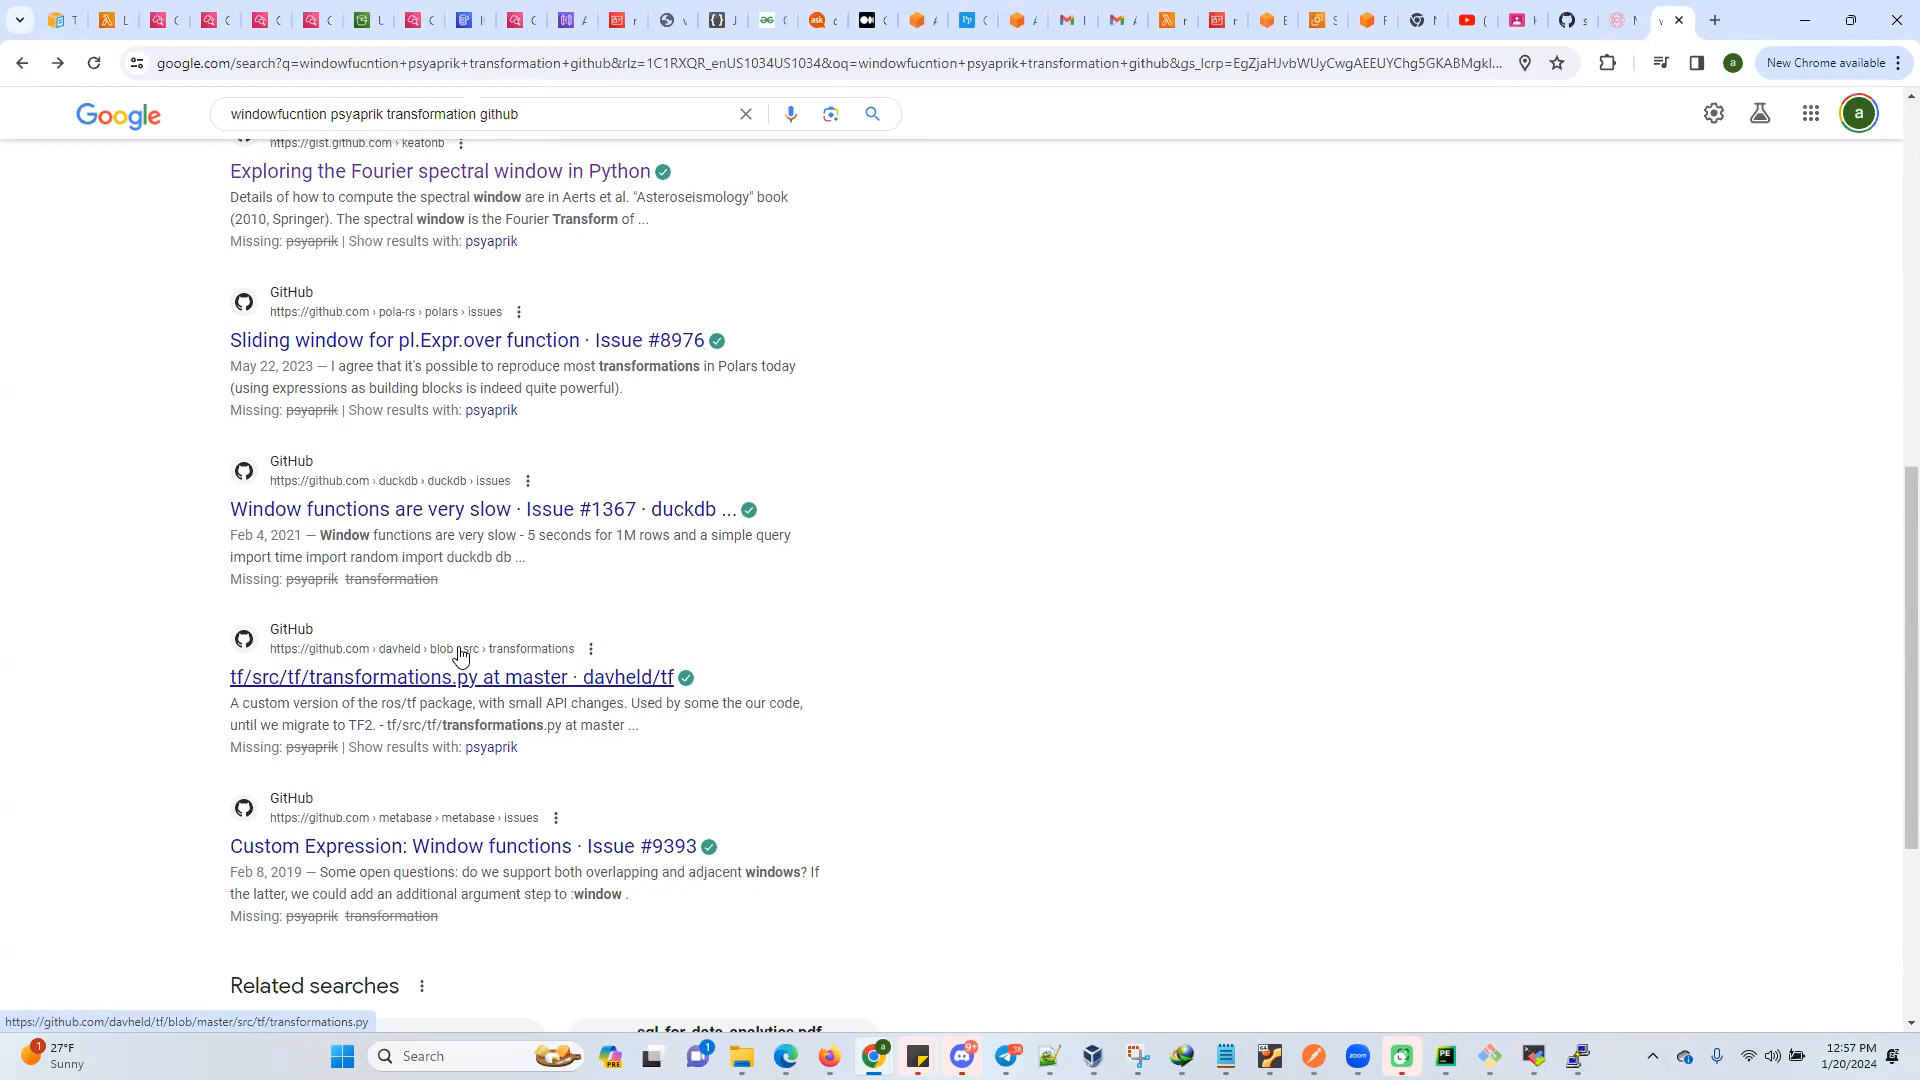 google.com/search?q=windowfucntion+psyaprik+transformation+github&rlz=1C1RXQR_enUS1034US1034&oq=windowfucntion+psyaprik+transformation+github&gs_lcrp=EgZjaHJvbWUyCwgAEEUYChg5GKABMgkI...
New Chrome available
Google
windowfucntion psyaprik transformation github
a
https://gist.github.com › keatonb
Exploring the Fourier spectral window in Python
Details of how to compute the spectral window are in Aerts et al. "Asteroseismology" book
(2010, Springer). The spectral window is the Fourier Transform of ...
Missing: psyaprik | Show results with: psyaprik
GitHub
https://github.com › pola-rs › polars › issues
Sliding window for pl.Expr.over function · Issue #8976
May 22, 2023 — I agree that it's possible to reproduce most transformations in Polars today
(using expressions as building blocks is indeed quite powerful).
Missing: psyaprik | Show results with: psyaprik
GitHub
https://github.com › duckdb › duckdb › issues
Window functions are very slow · Issue #1367 · duckdb ...
Feb 4, 2021 — Window functions are very slow - 5 seconds for 1M rows and a simple query
import time import random import duckdb db ...
Missing: psyaprik transformation
GitHub
https://github.com › davheld › blob › src › transformations
tf/src/tf/transformations.py at master · davheld/tf
A custom version of the ros/tf package, with small API changes. Used by some the our code,
until we migrate to TF2. - tf/src/tf/transformations.py at master ...
Missing: psyaprik | Show results with: psyaprik
GitHub
https://github.com › metabase › metabase › issues
Custom Expression: Window functions · Issue #9393
Feb 8, 2019 — Some open questions: do we support both overlapping and adjacent windows? If
the latter, we could add an additional argument step to :window .
Missing: psyaprik transformation
Related searches
sql-for-data-analytics.pdf
https://github.com/davheld/tf/blob/master/src/tf/transformations.py
27°F
Sunny
Search
12:57 PM
1/20/2024